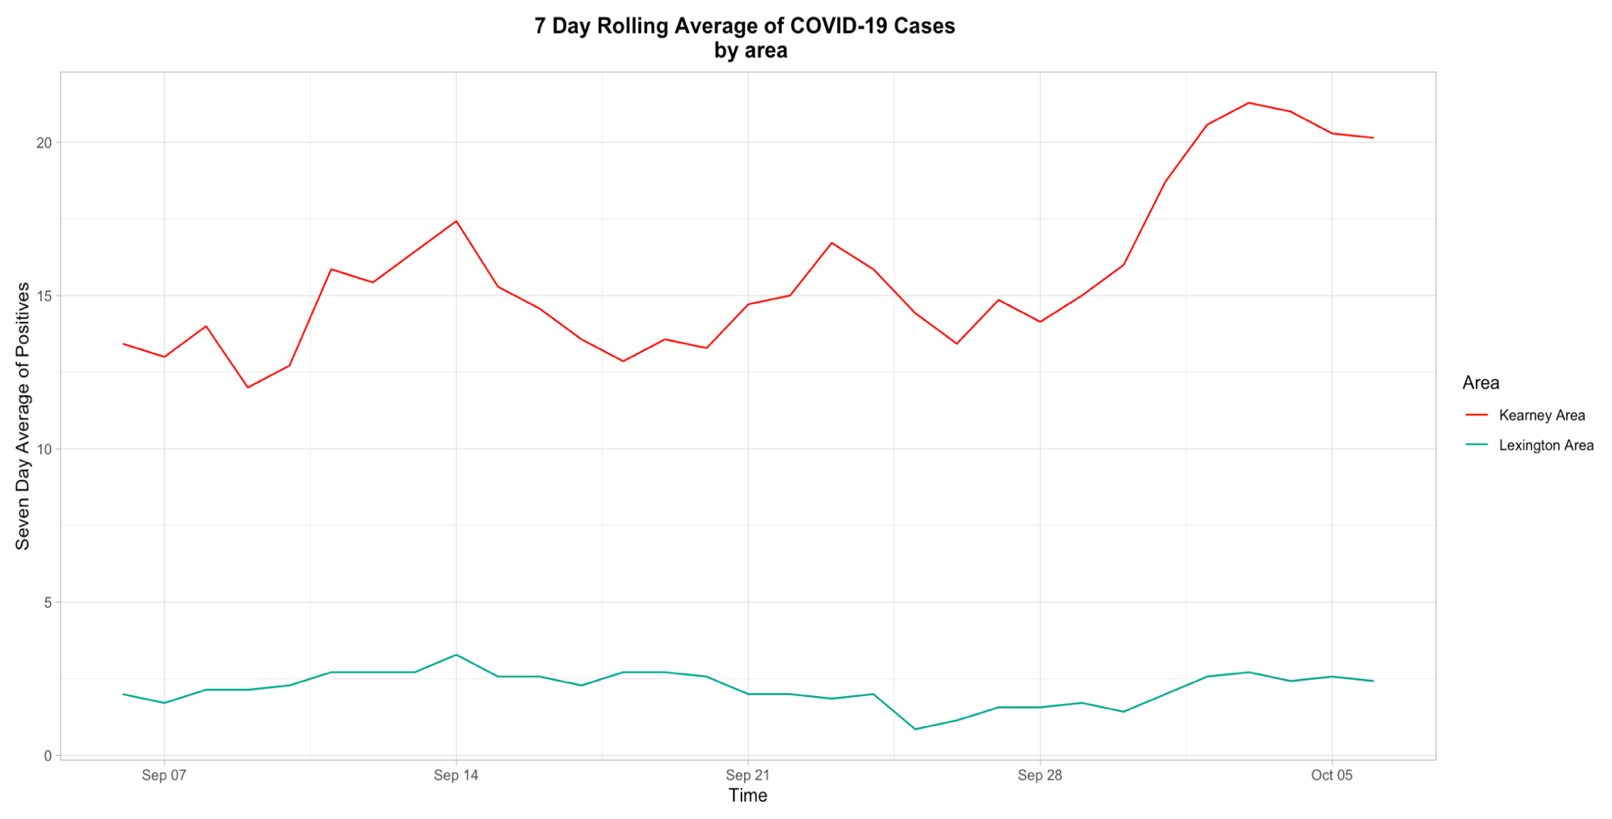 7 Day Rolling Average of COVID-19 Cases
by area
Seven Day Average of Positives
20
15
10
5
0
Sep 07
Sep 14
Sep 21
Sep 28
Oct 05
Time
Area
Kearney Area
Lexington Area